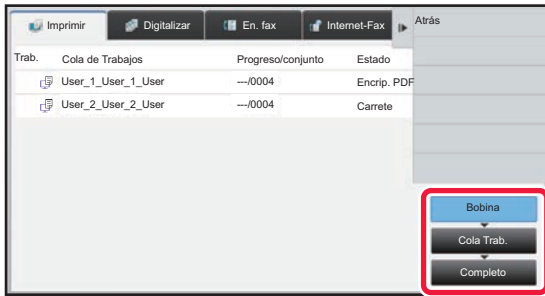 Imprimir Digitalizar En. fax Internet-Fax Atrás
Trab. Cola de Trabajos Progreso/conjunto Estado
User_1_User_1_User ---/0004 Encrip. PDF
User_2_User_2_User ---/0004 Carrete
Bobina
Cola Trab.
Completo